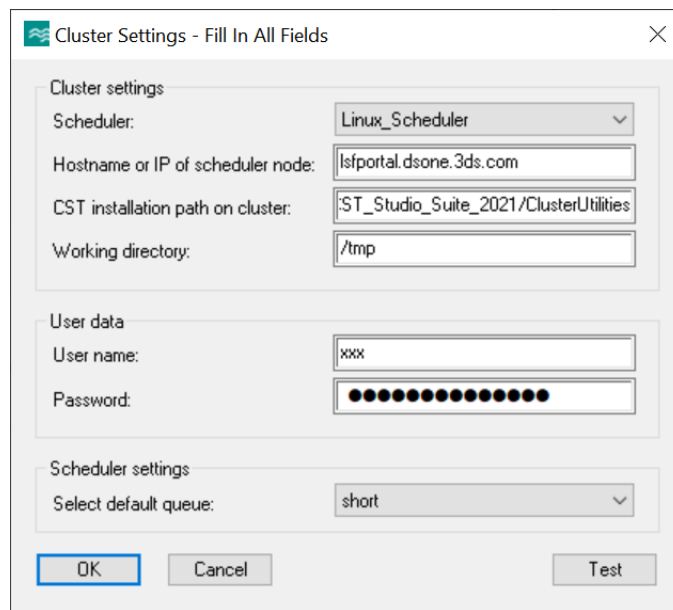 Cluster Settings - Fill In All Fields
Cluster settings
Scheduler: Linux_Scheduler
Hostname or IP of scheduler node: lsfportal.dsone.3ds.com
CST installation path on cluster: :ST_Studio_Suite_2021/ClusterUtilities
Working directory: /tmp
User data
User name: xxx
Password: ●●●●●●●●●●●●●●
Scheduler settings
Select default queue: short
OK Cancel Test